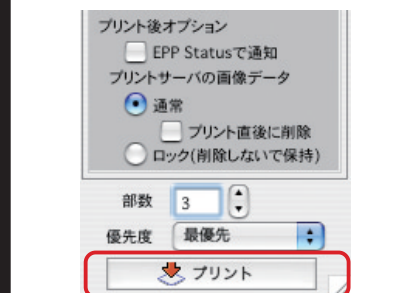 プリント後オプション
EPP Statusで通知
プリントサーバの画像データ
通常
プリント直後に削除
ロック(削除しないで保持)
部数 3
優先度 最優先
プリント